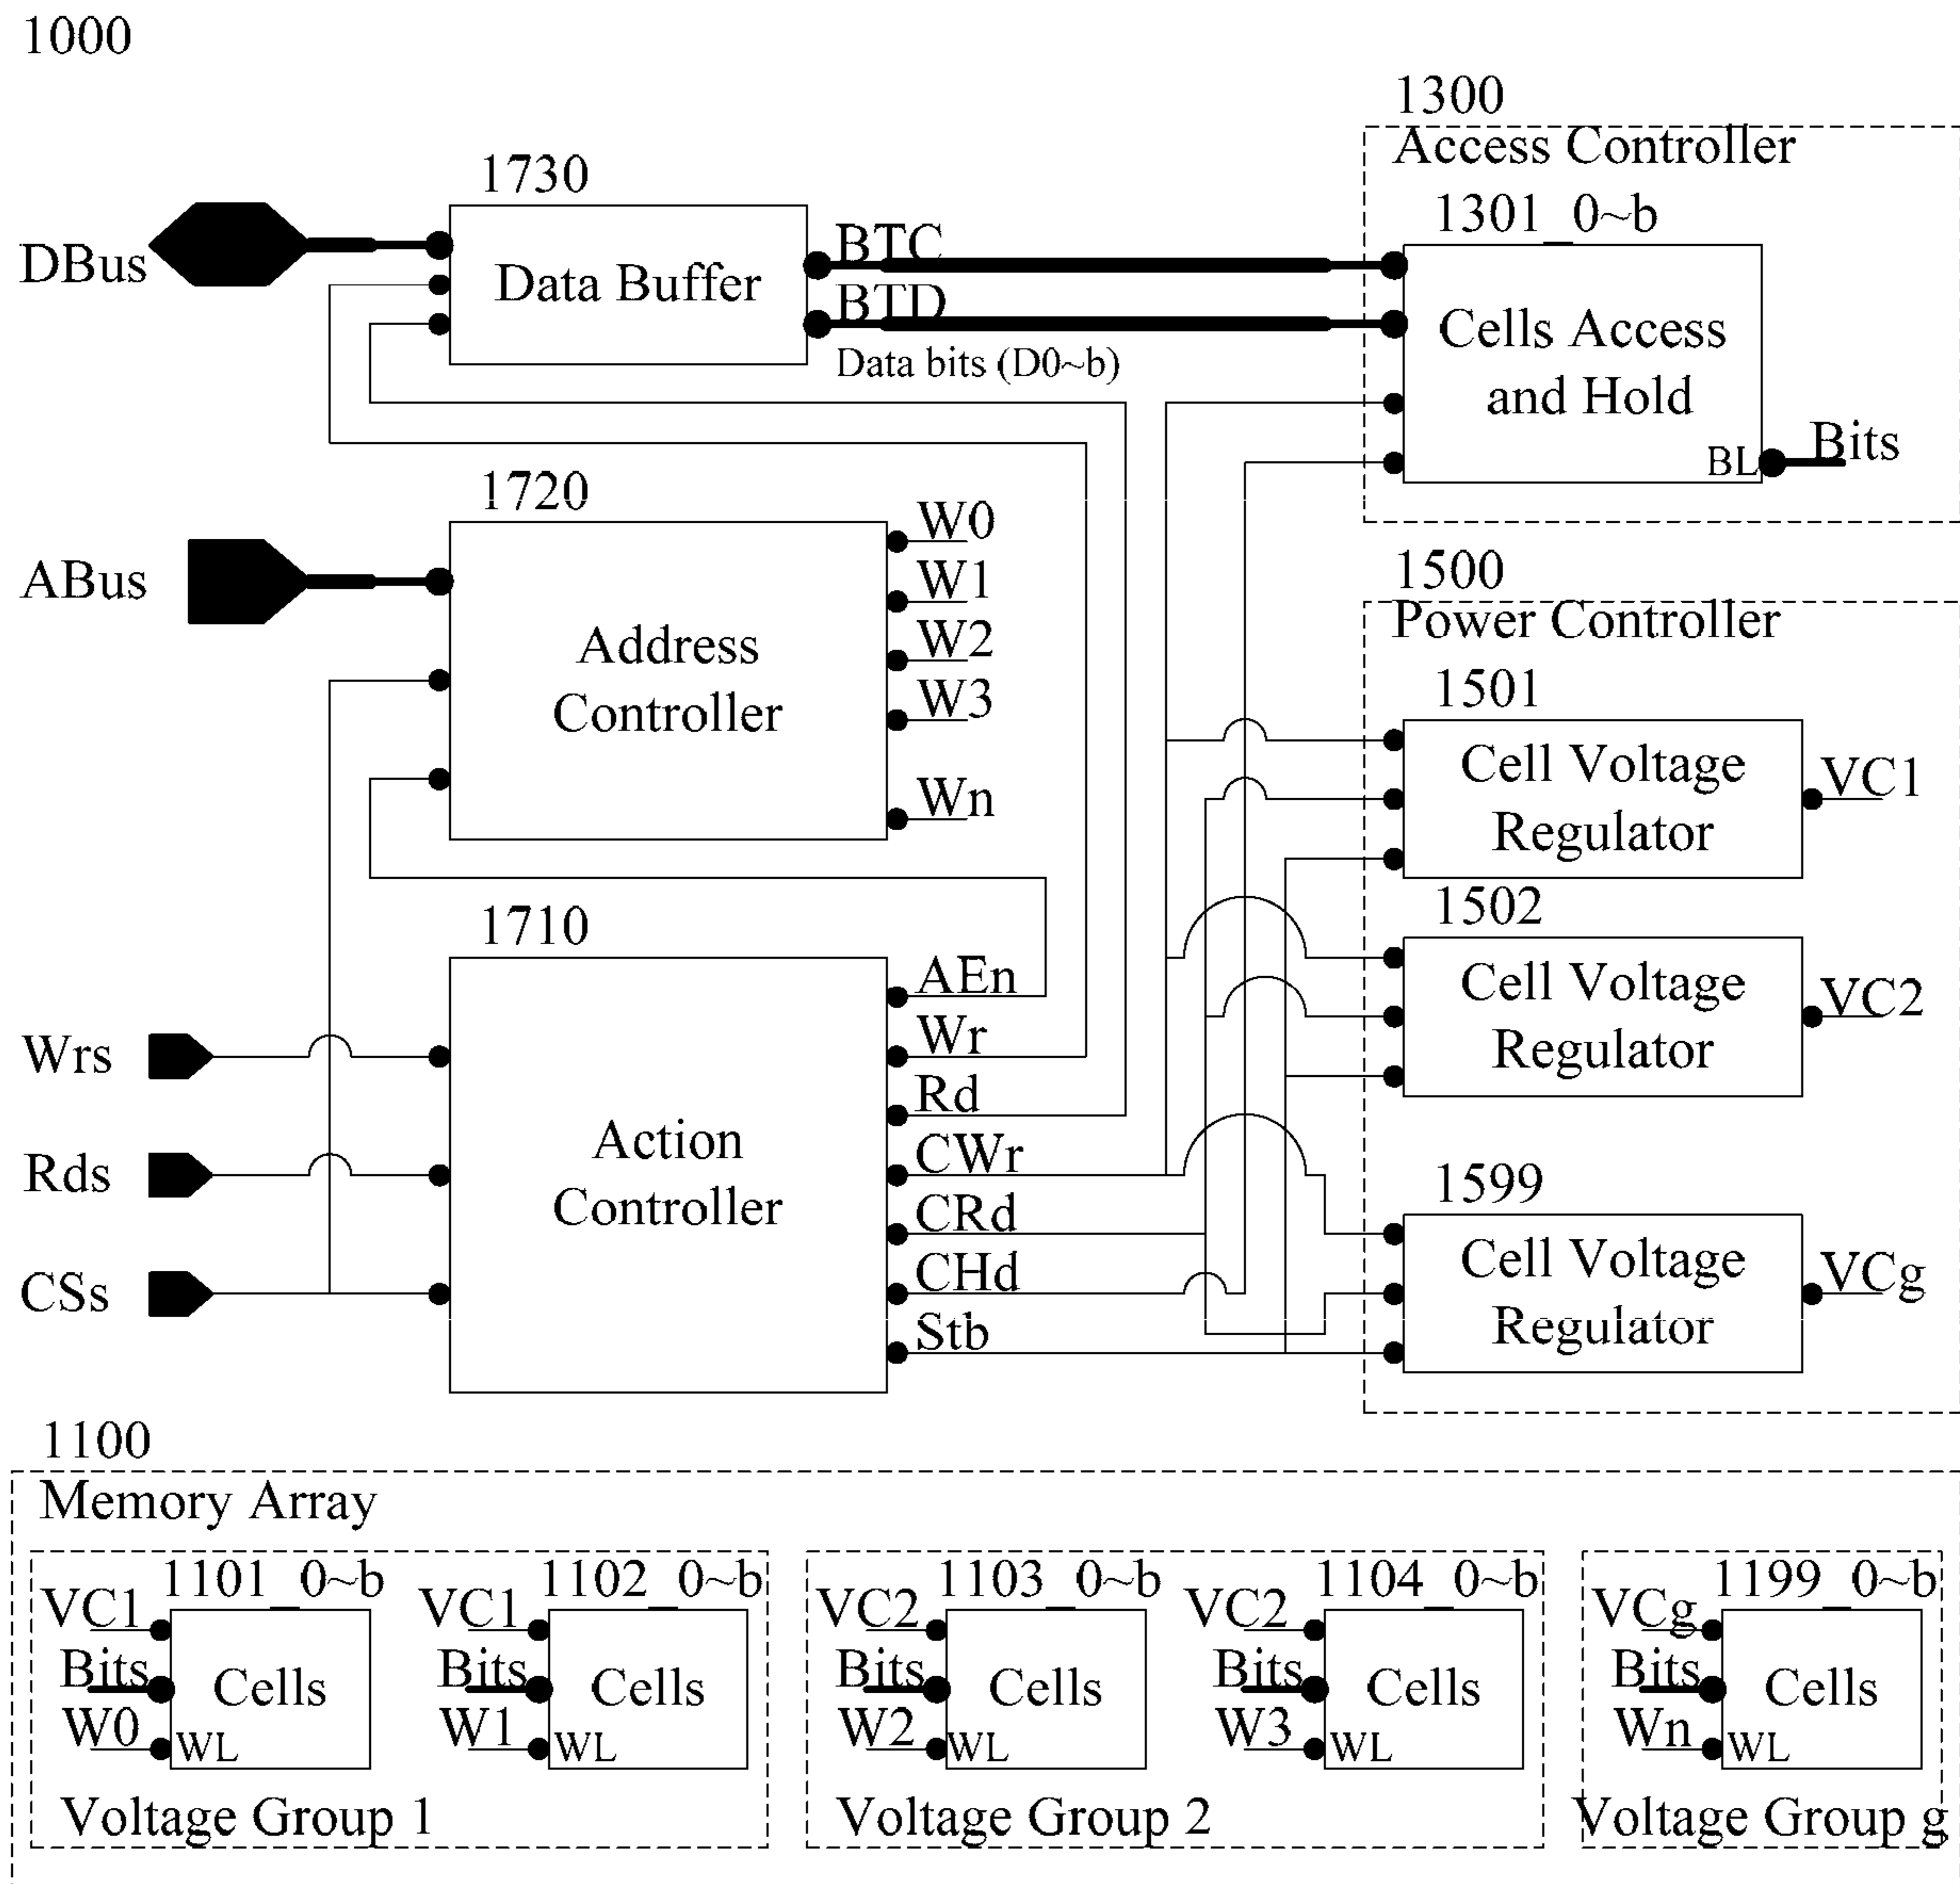 1000
1300
Access Controller
1730
1301_0~b
DBus
Data Buffer
BTC
BTD
Data bits (D0~b)
Cells Access
and Hold
BL
Bits
1720
ABus
Address
Controller
W0
W1
W2
W3
Wn
1500
Power Controller
1501
Cell Voltage
Regulator
VC1
1502
Cell Voltage
Regulator
VC2
1599
Cell Voltage
Regulator
VCg
1710
Wrs
Rds
CSs
Action
Controller
AEn
Wr
Rd
CWr
CRd
CHd
Stb
1100
Memory Array
1101_0~b
VC1
Bits
W0
Cells
WL
1102_0~b
VC1
Bits
W1
Cells
WL
Voltage Group 1
1103_0~b
VC2
Bits
W2
Cells
WL
1104_0~b
VC2
Bits
W3
Cells
WL
Voltage Group 2
1199_0~b
VCg
Bits
Wn
Cells
WL
Voltage Group g